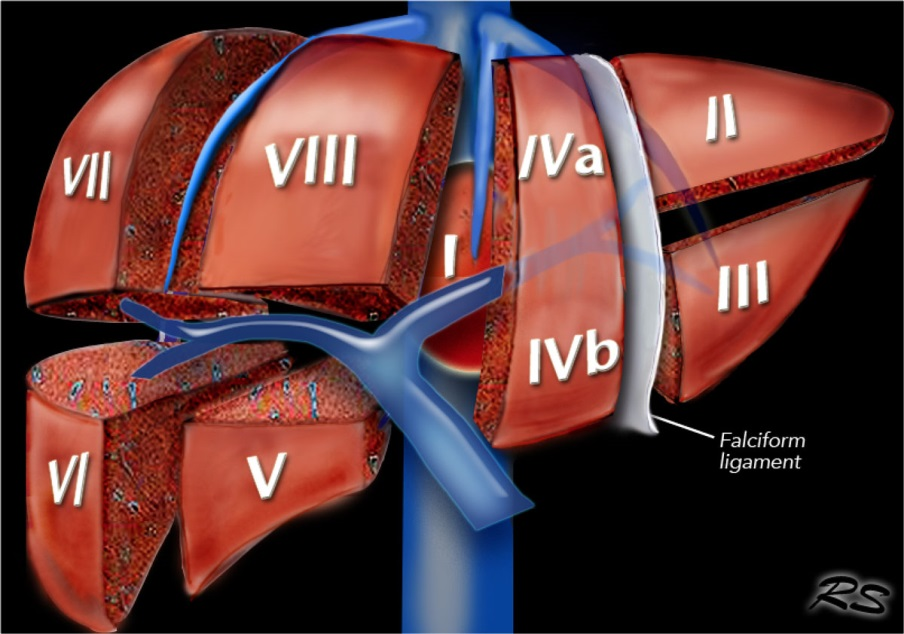 VII
VIII
I
IVa
II
III
IVb
VI
V
Falciform
ligament
RS